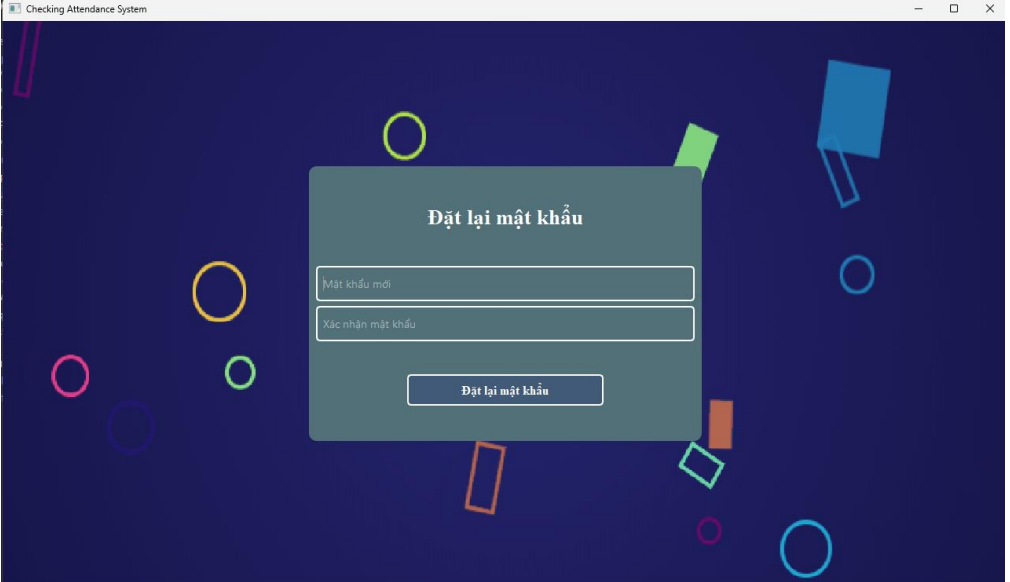 Checking Attendance System
Đặt lại mật khẩu
Mật khẩu mới
Xác nhận mật khẩu
Đặt lại mật khẩu